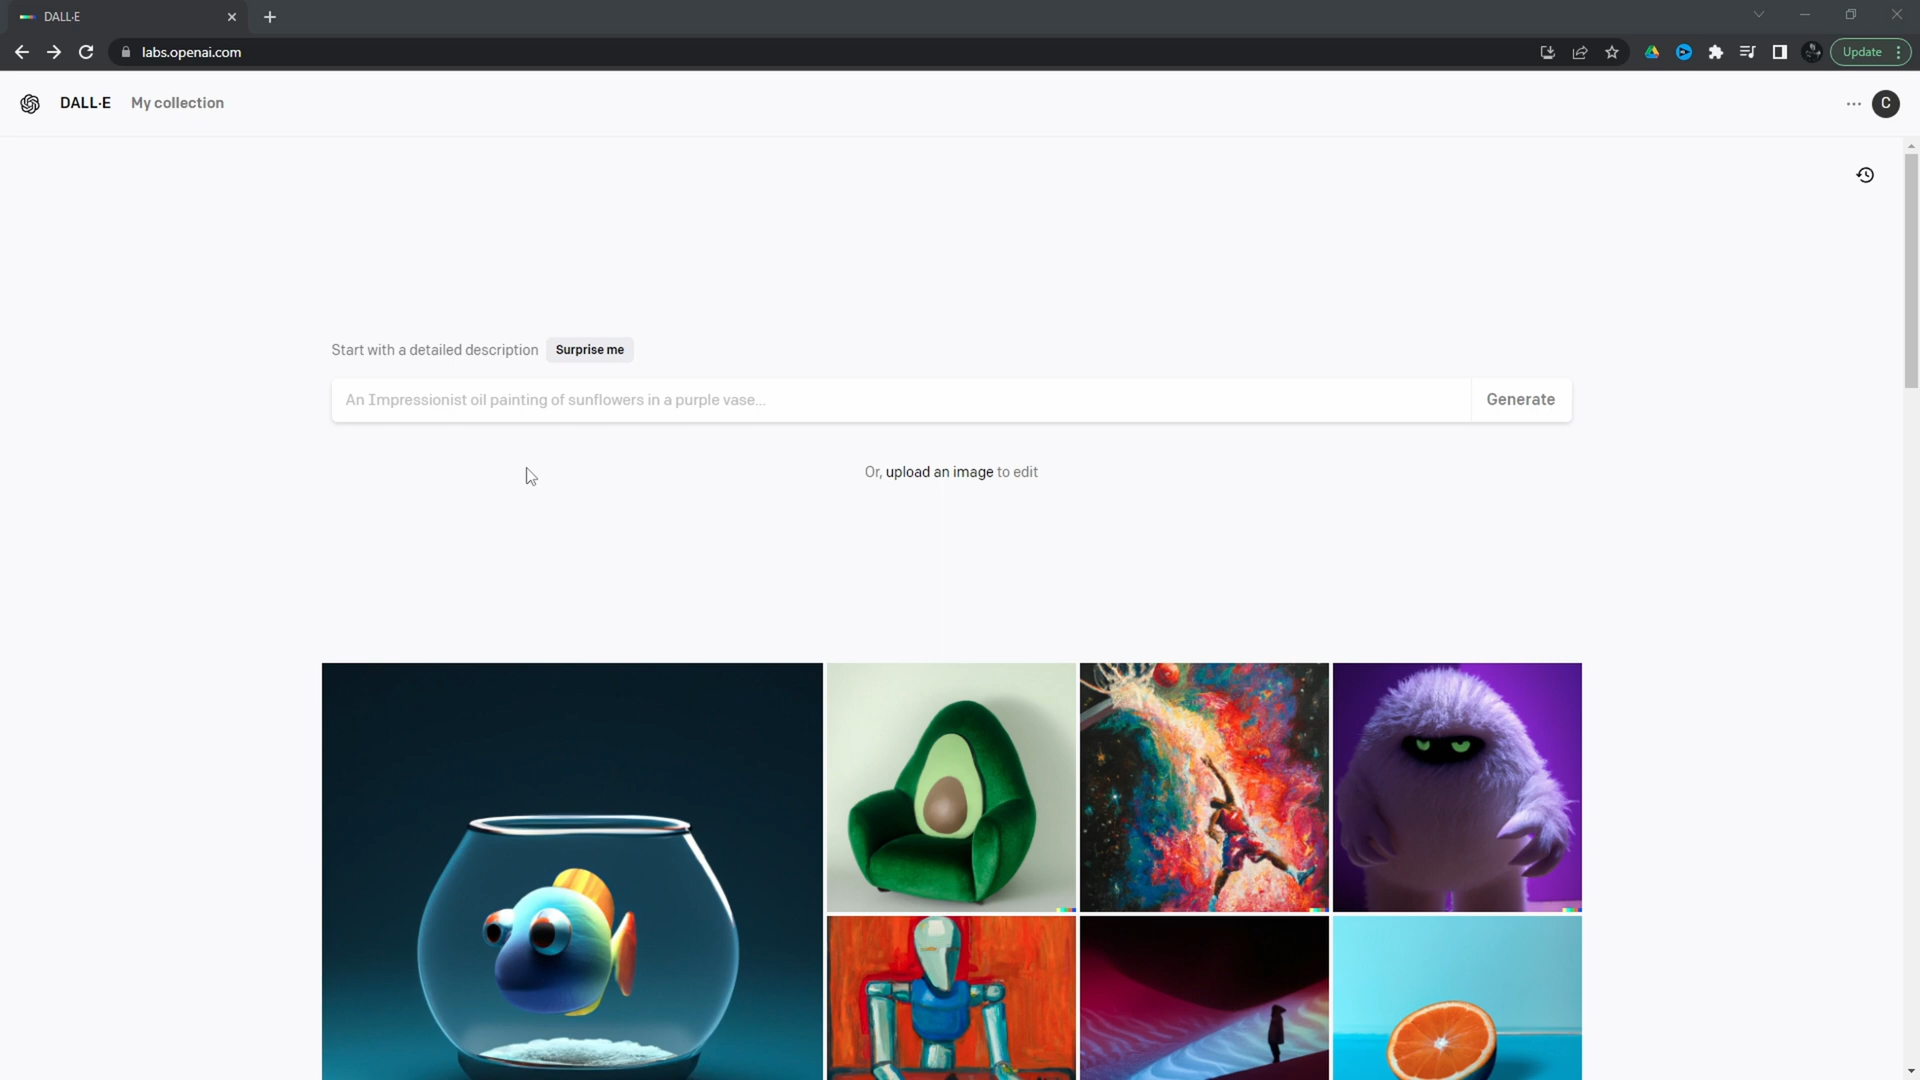 DALL·E
labs.openai.com
Update
DALL·E My collection
C
Start with a detailed description Surprise me
An Impressionist oil painting of sunflowers in a purple vase... Generate
Or, upload an image to edit